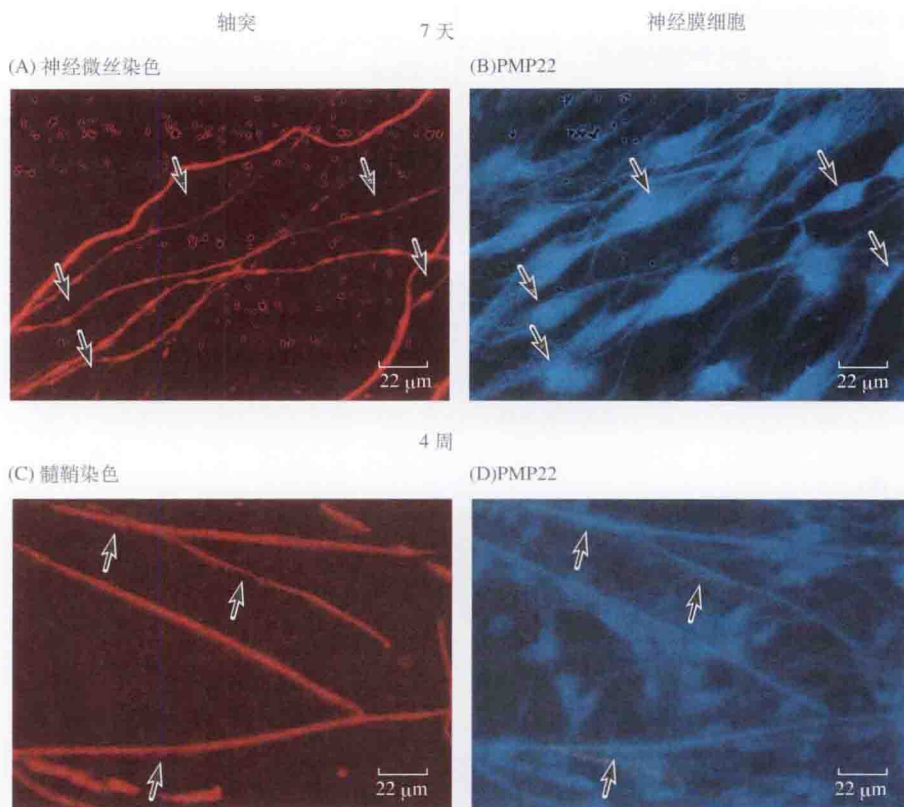 轴突
神经膜细胞
7 天
(A) 神经微丝染色
(B)PMP22
22 μm
22 μm
4 周
(C) 髓鞘染色
(D)PMP22
22 μm
22 μm